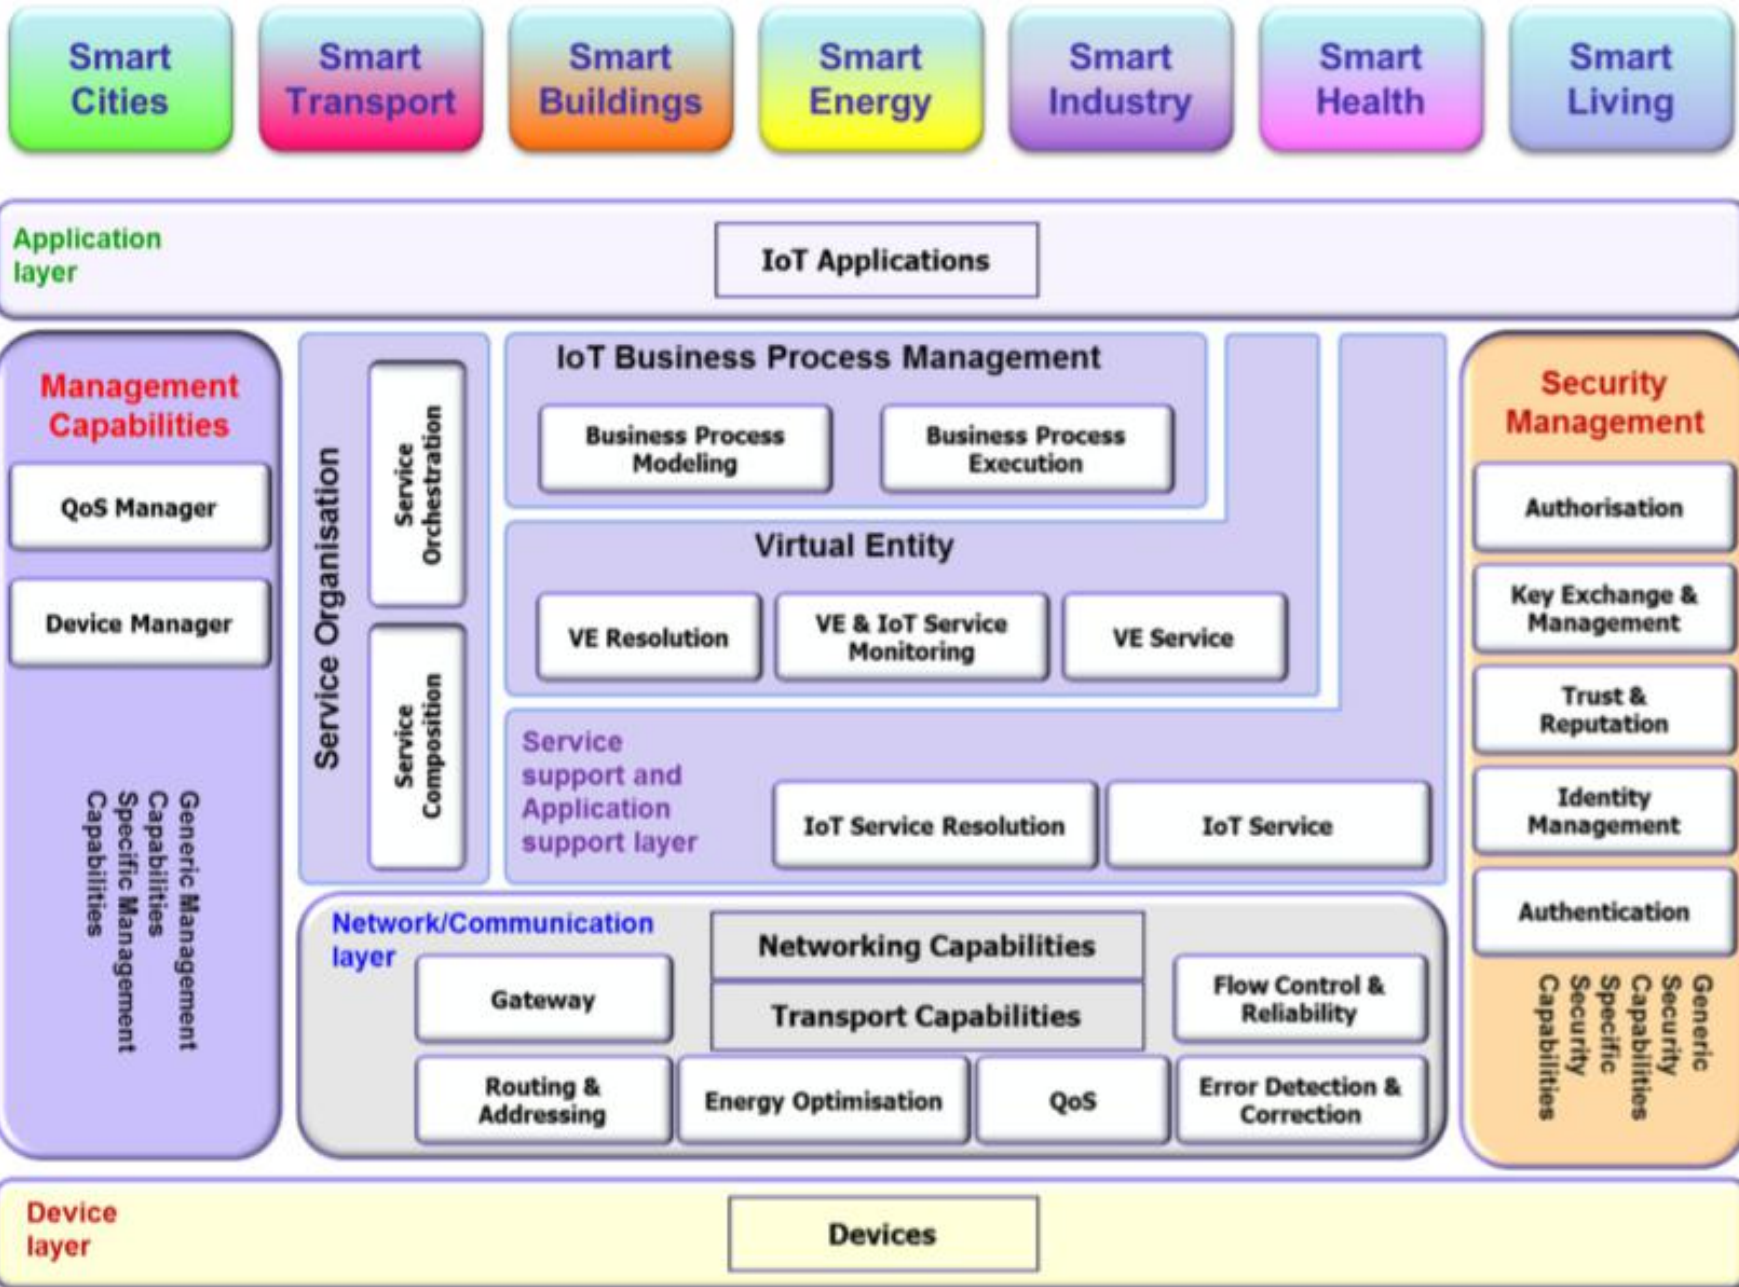 Smart
Cities
Smart
Transport
Smart
Buildings
Smart
Energy
Smart
Industry
Smart
Health
Smart
Living
Application
layer
IoT Applications
Management
Capabilities
QoS Manager
Device Manager
Generic Management
Capabilities
Specific Management
Capabilities
Service Organisation
Service
Orchestration
Service
Composition
IoT Business Process Management
Business Process
Modeling
Business Process
Execution
Virtual Entity
VE Resolution
VE & IoT Service
Monitoring
VE Service
Service
support and
Application
support layer
IoT Service Resolution
IoT Service
Security
Management
Authorisation
Key Exchange &
Management
Trust &
Reputation
Identity
Management
Authentication
Generic
Security
Capabilities
Specific
Security
Capabilities
Network/Communication
layer
Networking Capabilities
Gateway
Transport Capabilities
Flow Control &
Reliability
Routing &
Addressing
Energy Optimisation
QoS
Error Detection &
Correction
Device
layer
Devices